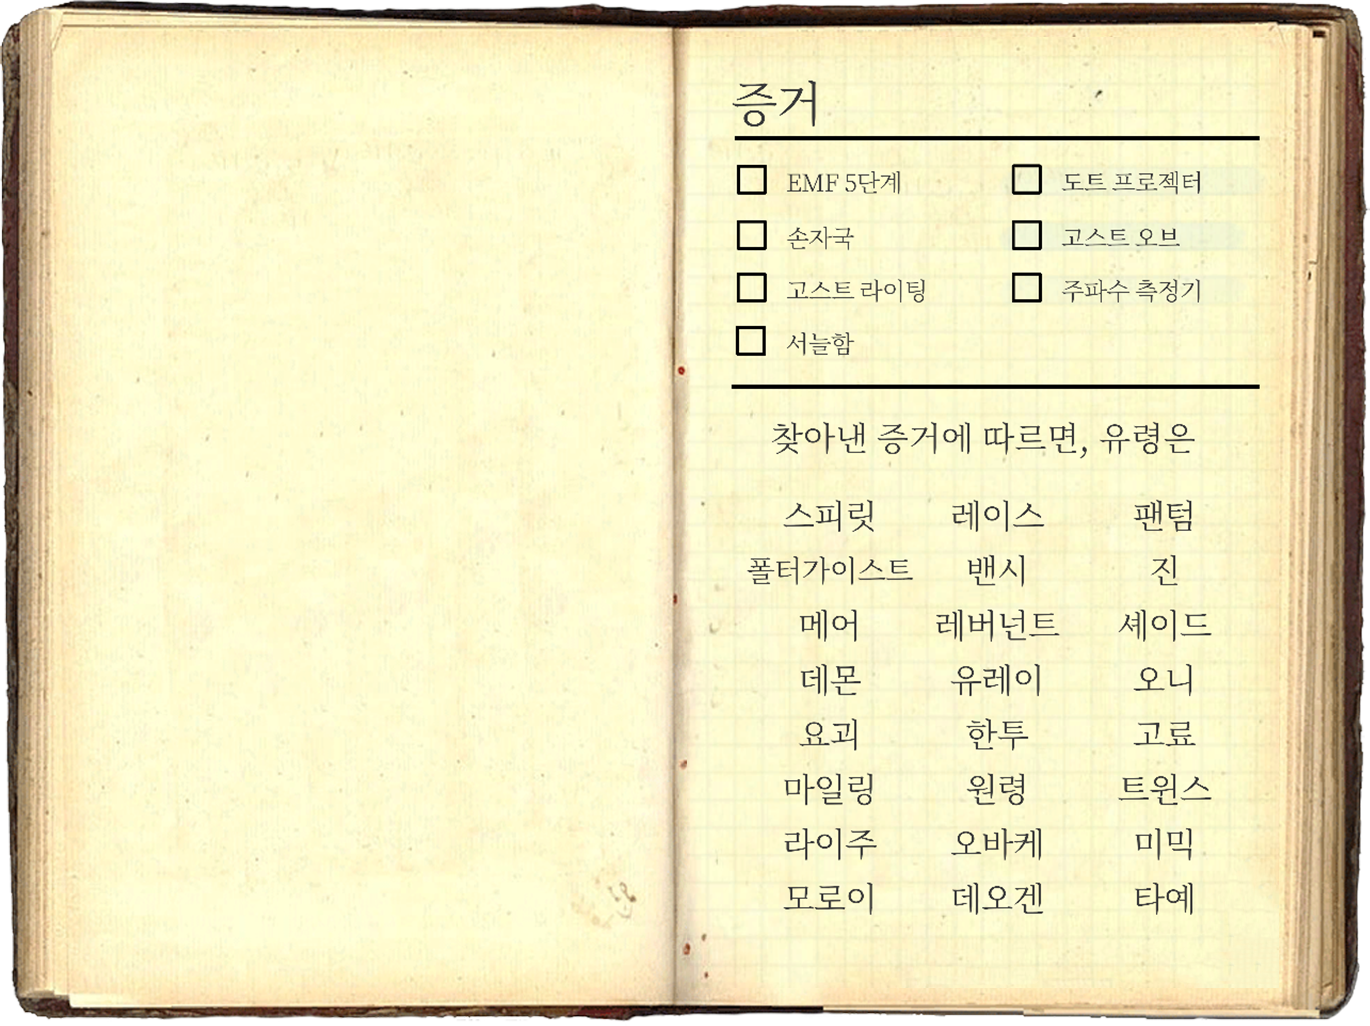 증거
EMF 5단계 도트 프로젝터
손자국 고스트 오브
고스트 라이팅 주파수 측정기
서늘함
찾아낸 증거에 따르면, 유령은
스피릿 레이스 팬텀
폴터가이스트 밴시 진
메어 레버넌트 셰이드
데몬 유레이 오니
요괴 한투 고료
마일링 원령 트윈스
라이주 오바케 미믹
모로이 데오겐 타예